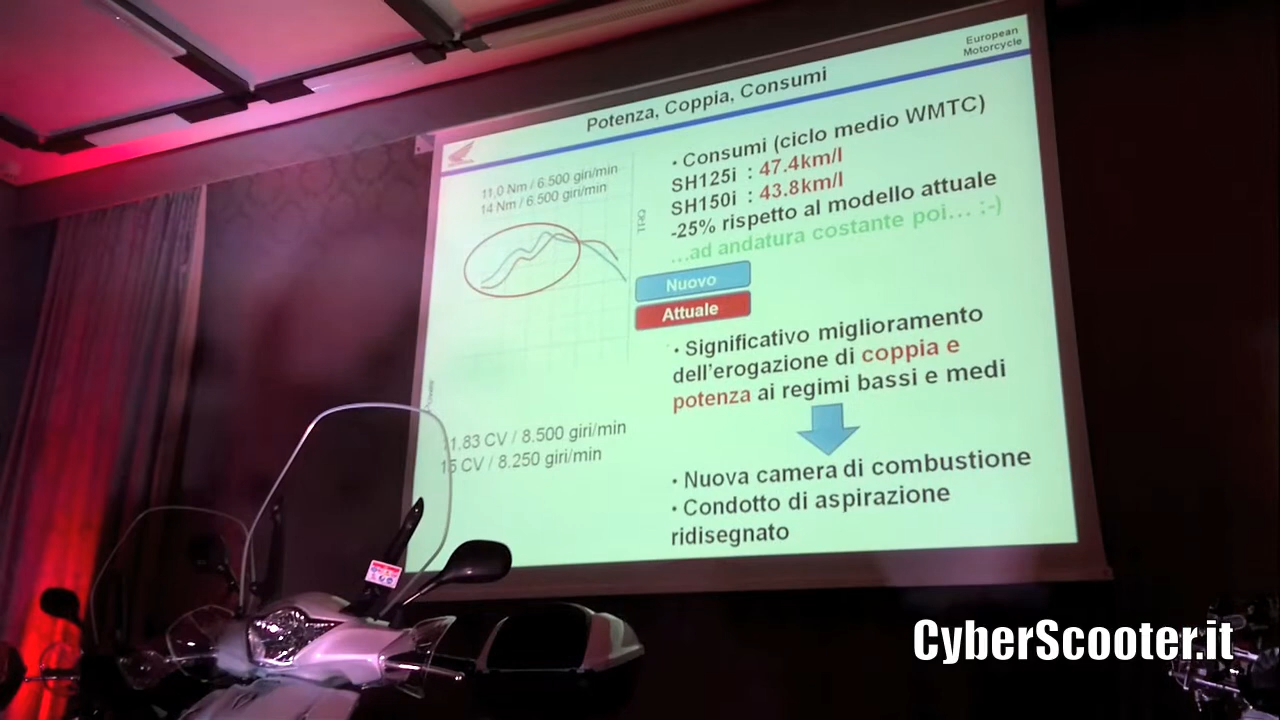 European
Motorcycle
Potenza, Coppia, Consumi
11,0 Nm / 6.500 giri/min
14 Nm / 6.500 giri/min
• Consumi (ciclo medio WMTC)
SH125i : 47.4km/l
SH150i : 43.8km/l
-25% rispetto al modello attuale
...ad andatura costante poi... :-)
Nuovo
Attuale
• Significativo miglioramento
dell'erogazione di coppia e
potenza ai regimi bassi e medi
11,83 CV / 8.500 giri/min
15 CV / 8.250 giri/min
• Nuova camera di combustione
• Condotto di aspirazione
ridisegnato
CyberScooter.it